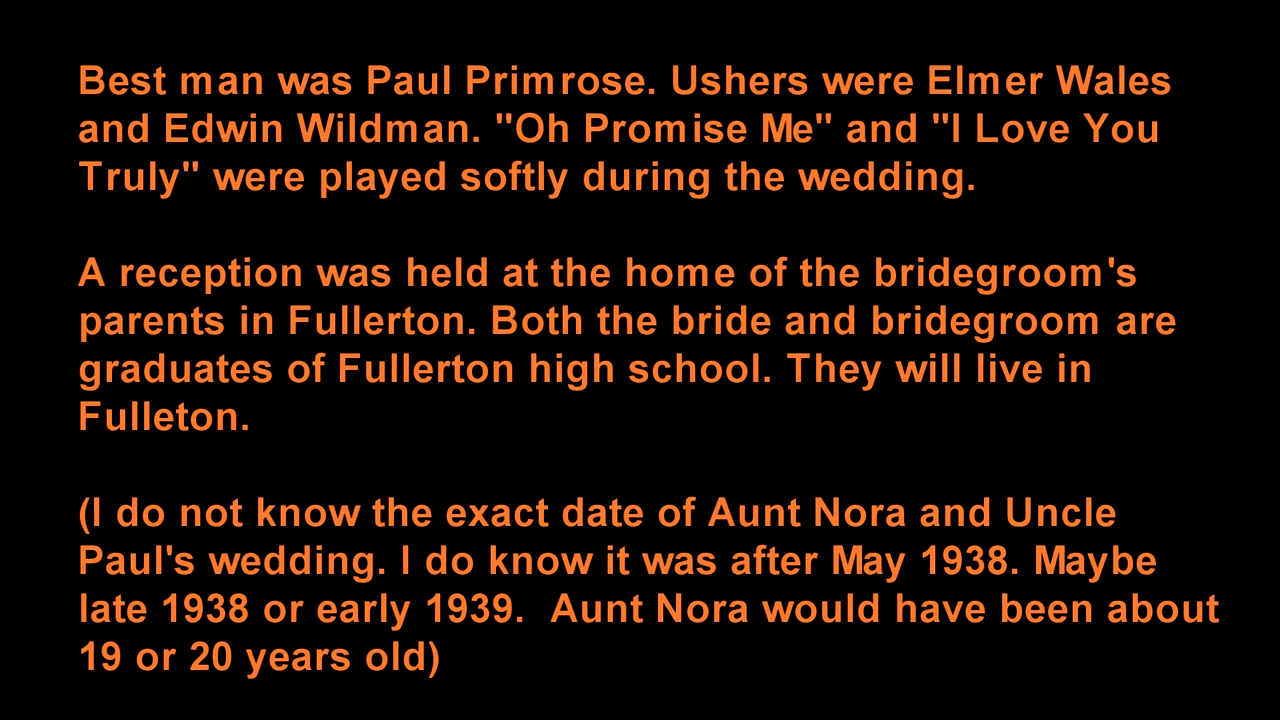 Best man was Paul Primrose. Ushers were Elmer Wales
and Edwin Wildman. "Oh Promise Me" and "I Love You
Truly" were played softly during the wedding.
A reception was held at the home of the bridegroom's
parents in Fullerton. Both the bride and bridegroom are
graduates of Fullerton high school. They will live in
Fulleton.
(I do not know the exact date of Aunt Nora and Uncle
Paul's wedding. I do know it was after May 1938. Maybe
late 1938 or early 1939.  Aunt Nora would have been about
19 or 20 years old)